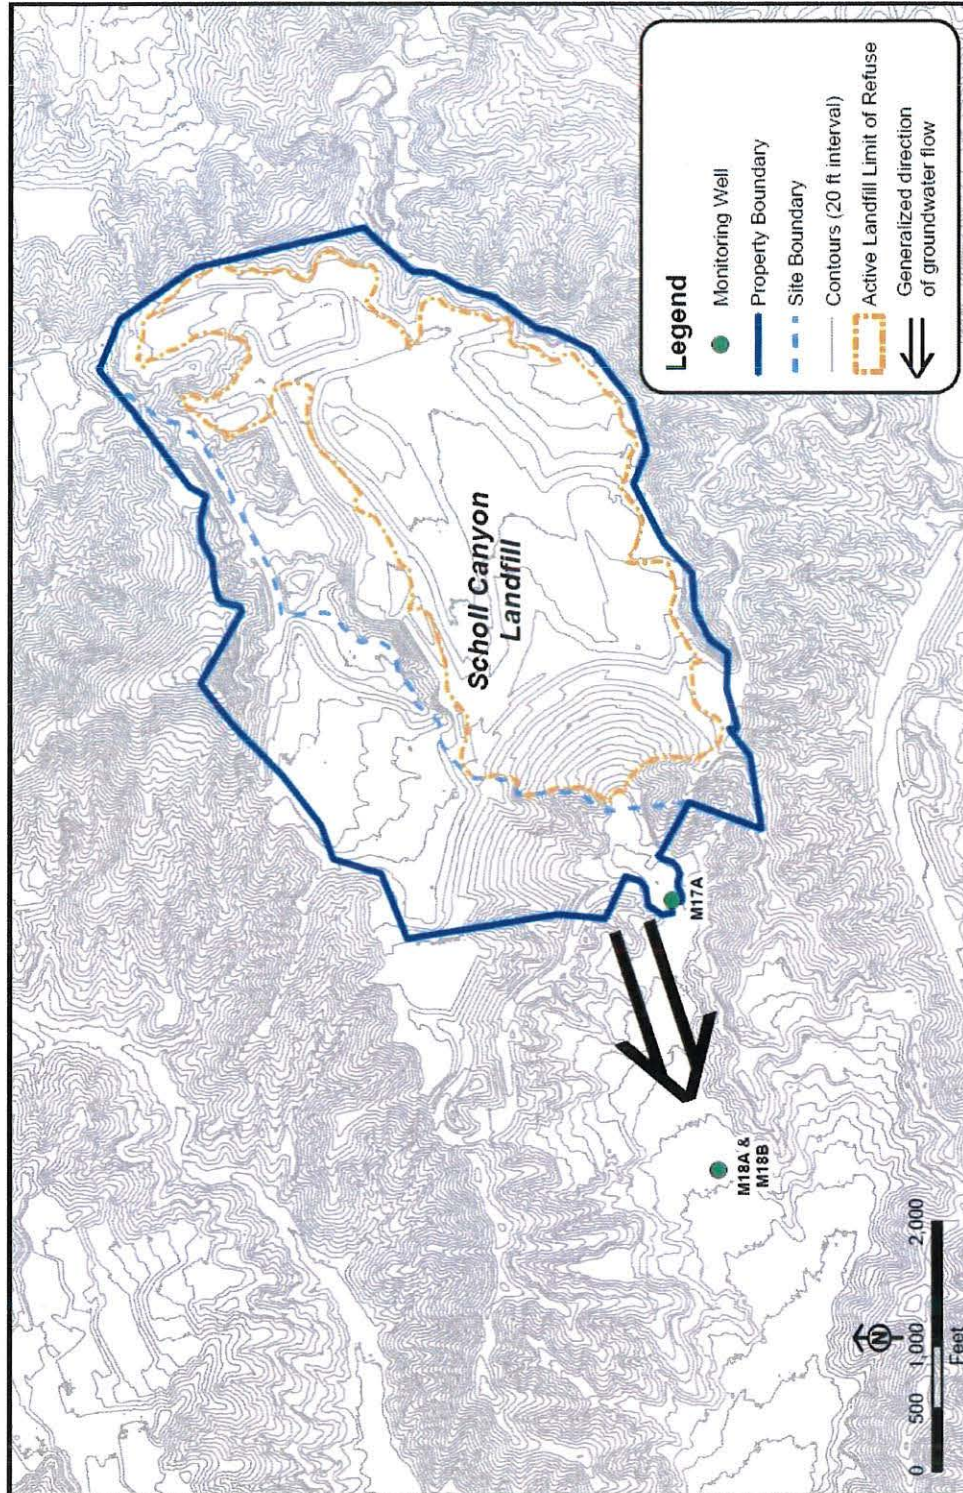 Scholl Canyon
Landfill
M17A
M18A &
M18B
Legend
Monitoring Well
Property Boundary
Site Boundary
Contours (20 ft interval)
Active Landfill Limit of Refuse
Generalized direction
of groundwater flow
N
0 500 1,000 2,000
Feet